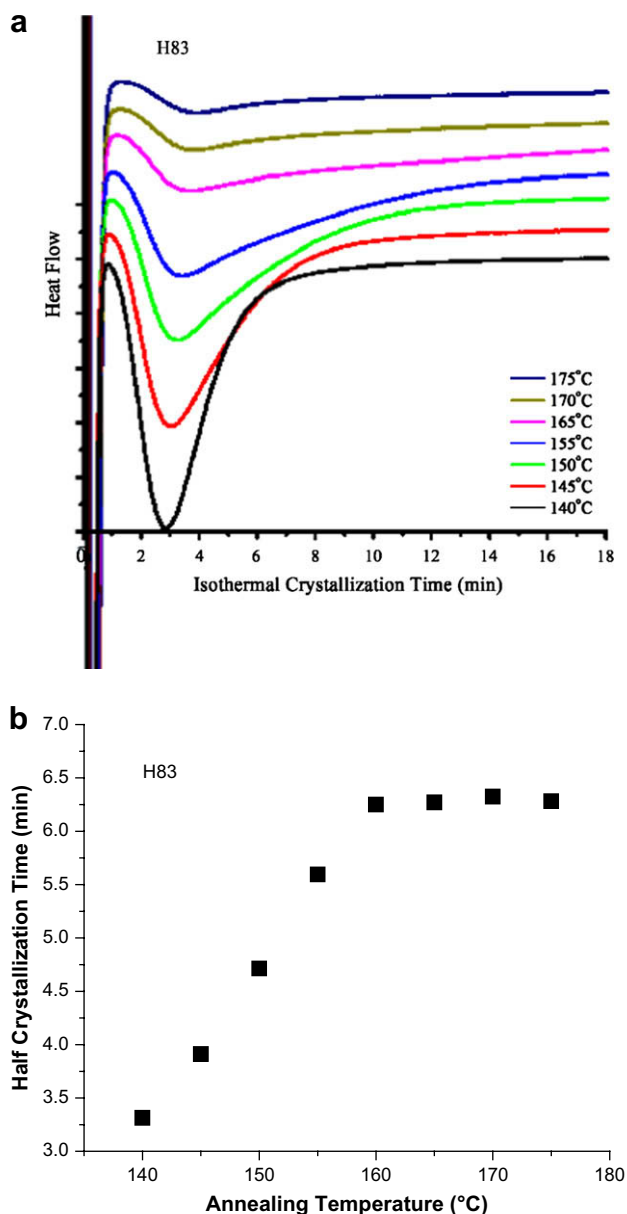 a
H83
Heat Flow
175°C
170°C
165°C
155°C
150°C
145°C
140°C
0 2 4 6 8 10 12 14 16 18
Isothermal Crystallization Time (min)
b
7.0
H83
6.5
6.0
5.5
5.0
4.5
4.0
3.5
3.0
Half Crystallization Time (min)
140 150 160 170 180
Annealing Temperature (°C)